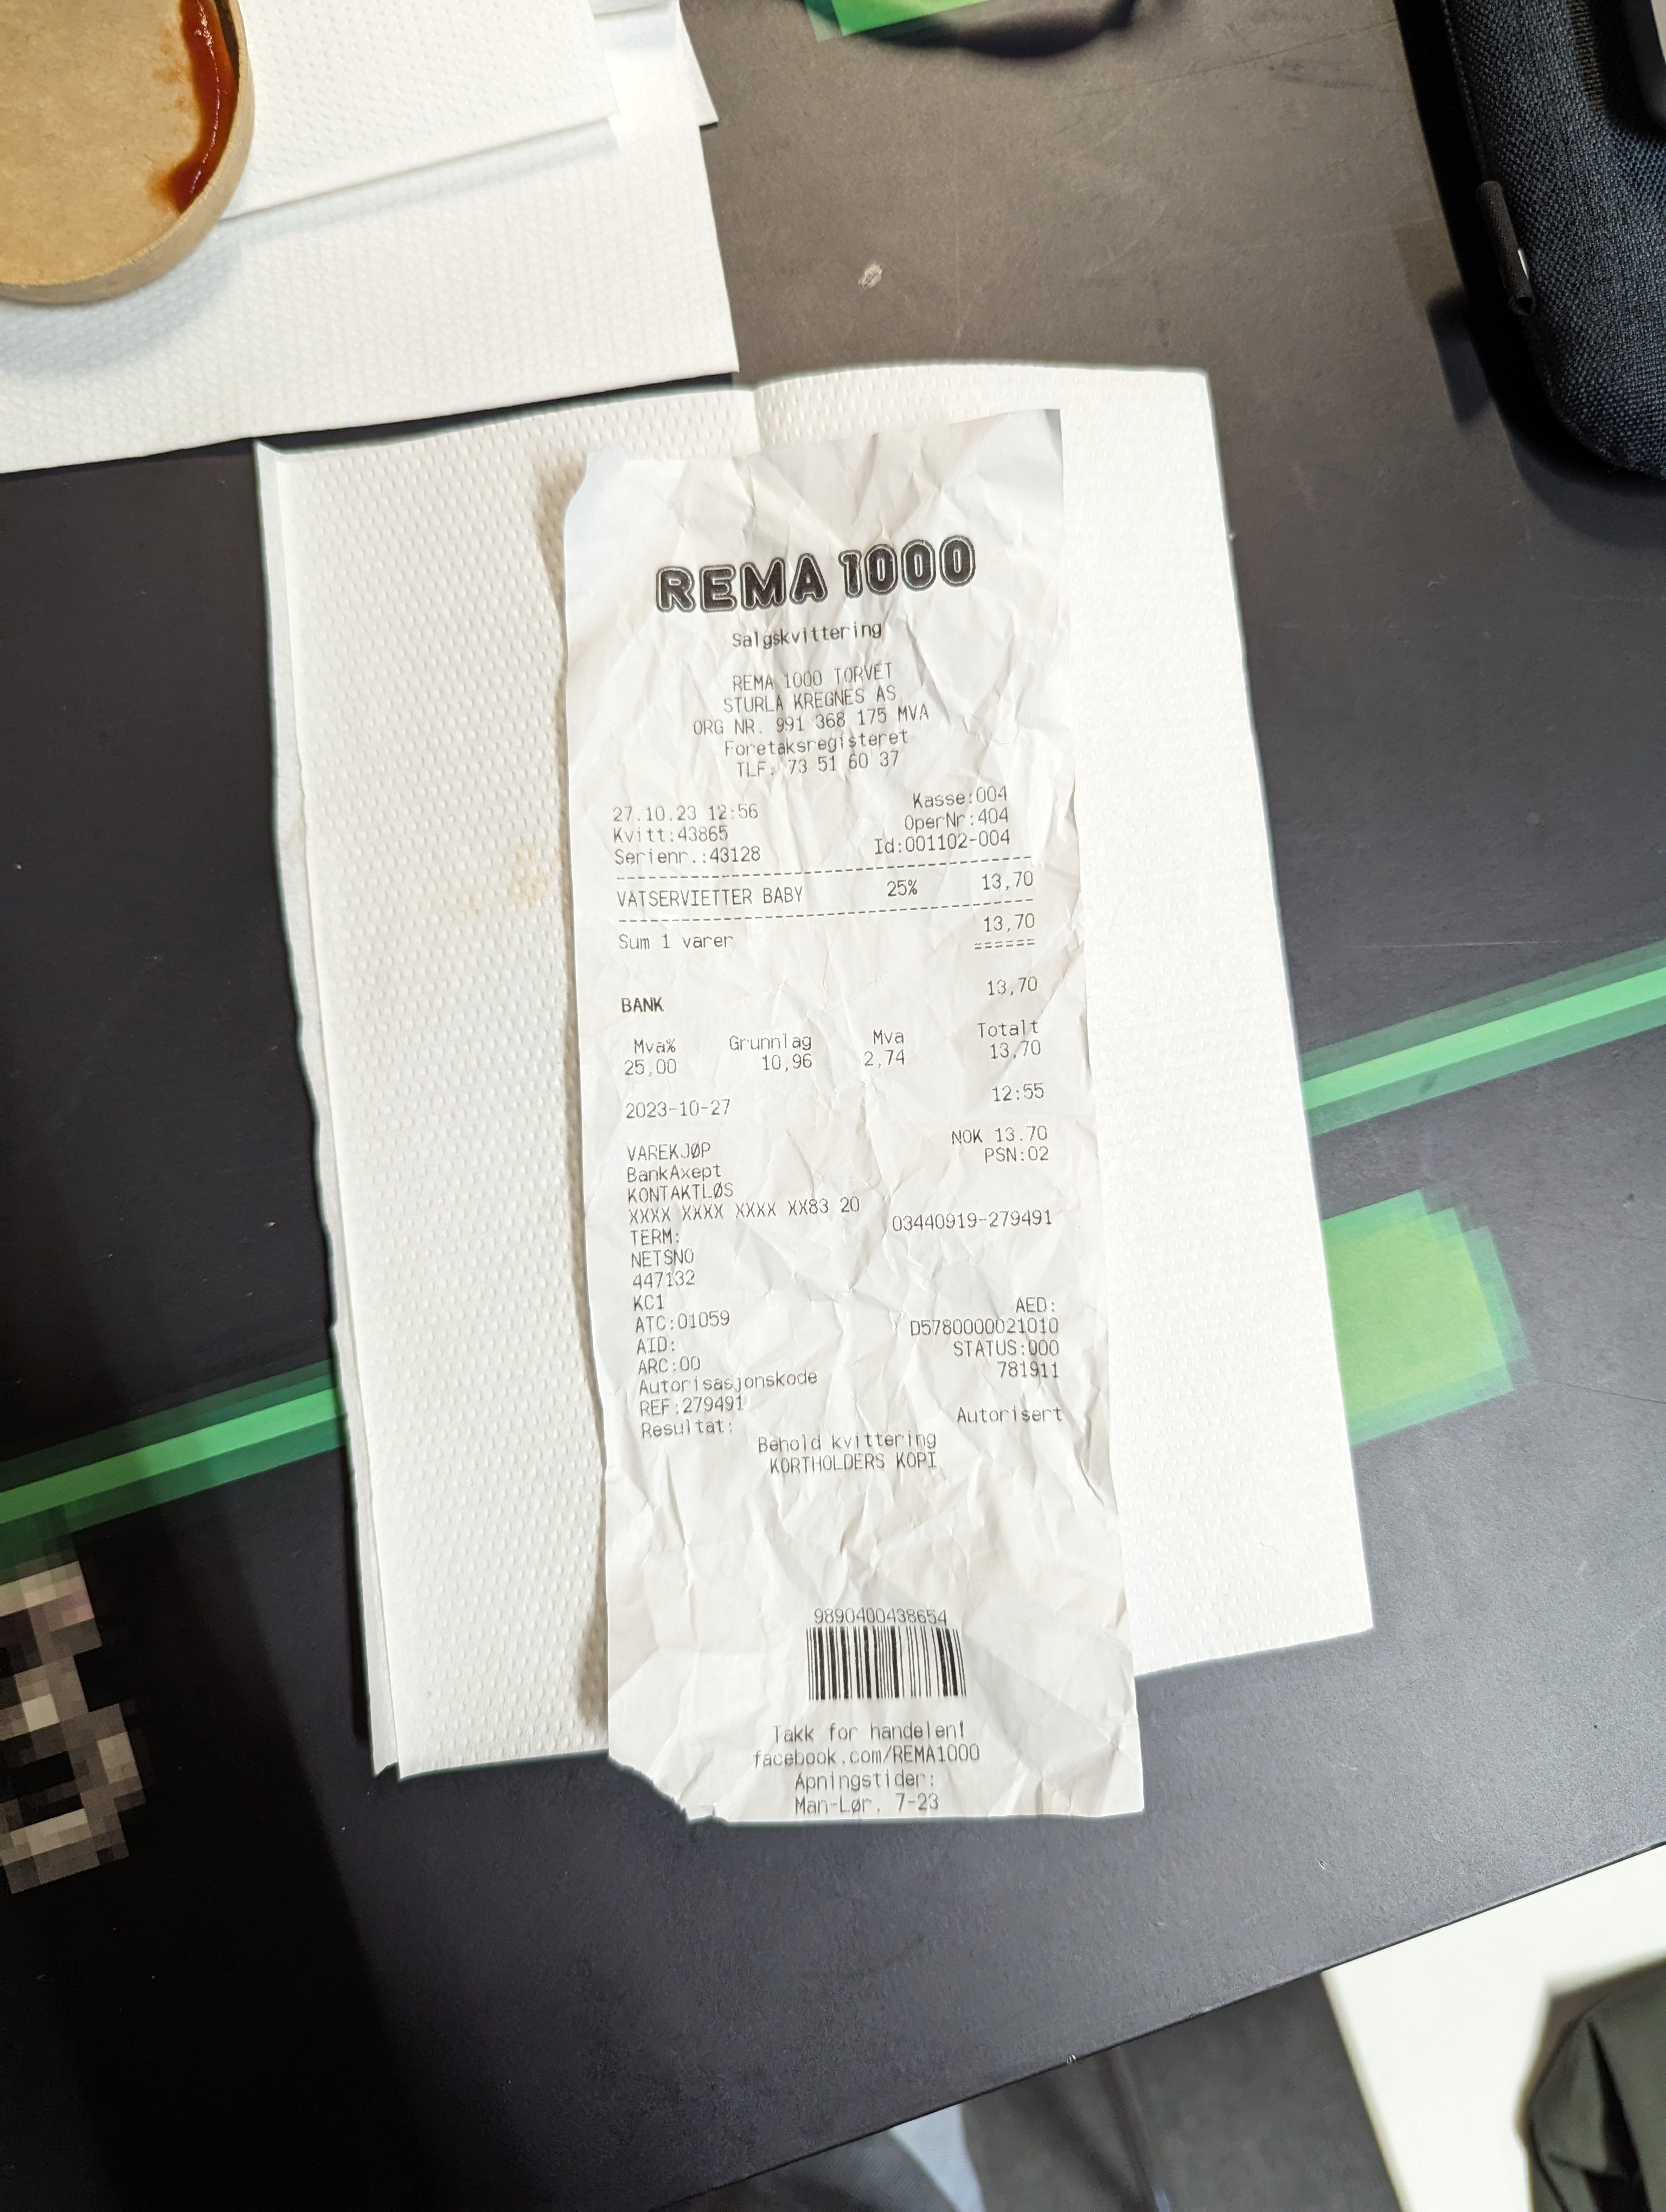 REMA 1000
Salgskvittering
REMA 1000 TORVET
STURLA KREGNES AS
ORG NR. 991 368 175 MVA
Foretaksregisteret
TLF. 73 51 60 37
27.10.23 12:56 Kasse:004
Kvitt:43865 OperNr:404
Serienr.:43128 Id:001102-004
VATSERVIETTER BABY 25% 13,70
Sum 1 varer 13,70
======
BANK 13,70
Mva% Grunnlag Mva Totalt
25,00 10,96 2,74 13,70
2023-10-27 12:55
VAREKJØP NOK 13.70
BankAxept PSN:02
KONTAKTLØS
XXXX XXXX XXXX XX83 20
TERM: 03440919-279491
NETSNO
447132
KC1
ATC:01059 AED:
AID: D5780000021010
ARC:00 STATUS:000
Autorisasjonskode 781911
REF:279491
Resultat: Autorisert
Behold kvittering
KORTHOLDERS KOPI
9890400438654
Takk for handelen!
facebook.com/REMA1000
Apningstider:
Man-Lør. 7-23